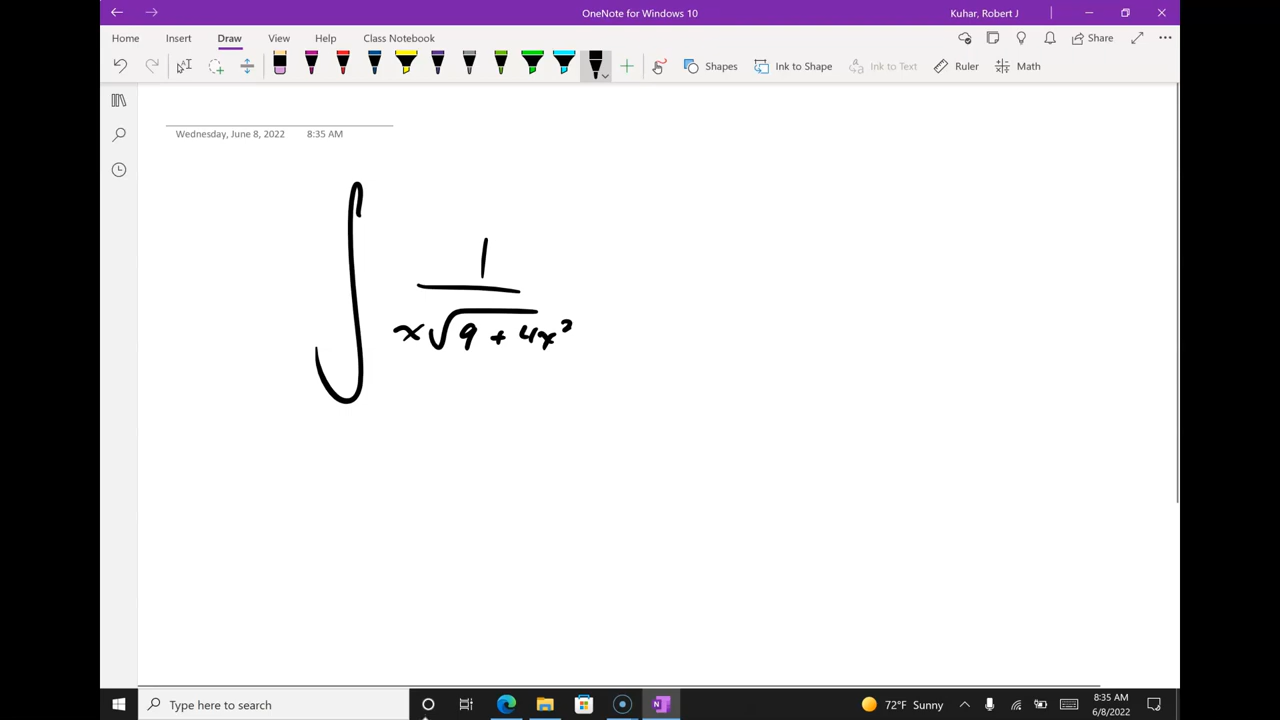 OneNote for Windows 10
Kuhar, Robert J
Home Insert Draw View Help Class Notebook
Share
Shapes Ink to Shape Ink to Text Ruler Math
Wednesday, June 8, 2022 8:35 AM
∫ 1
x√9 + 4x²
Type here to search
72°F Sunny
8:35 AM
6/8/2022